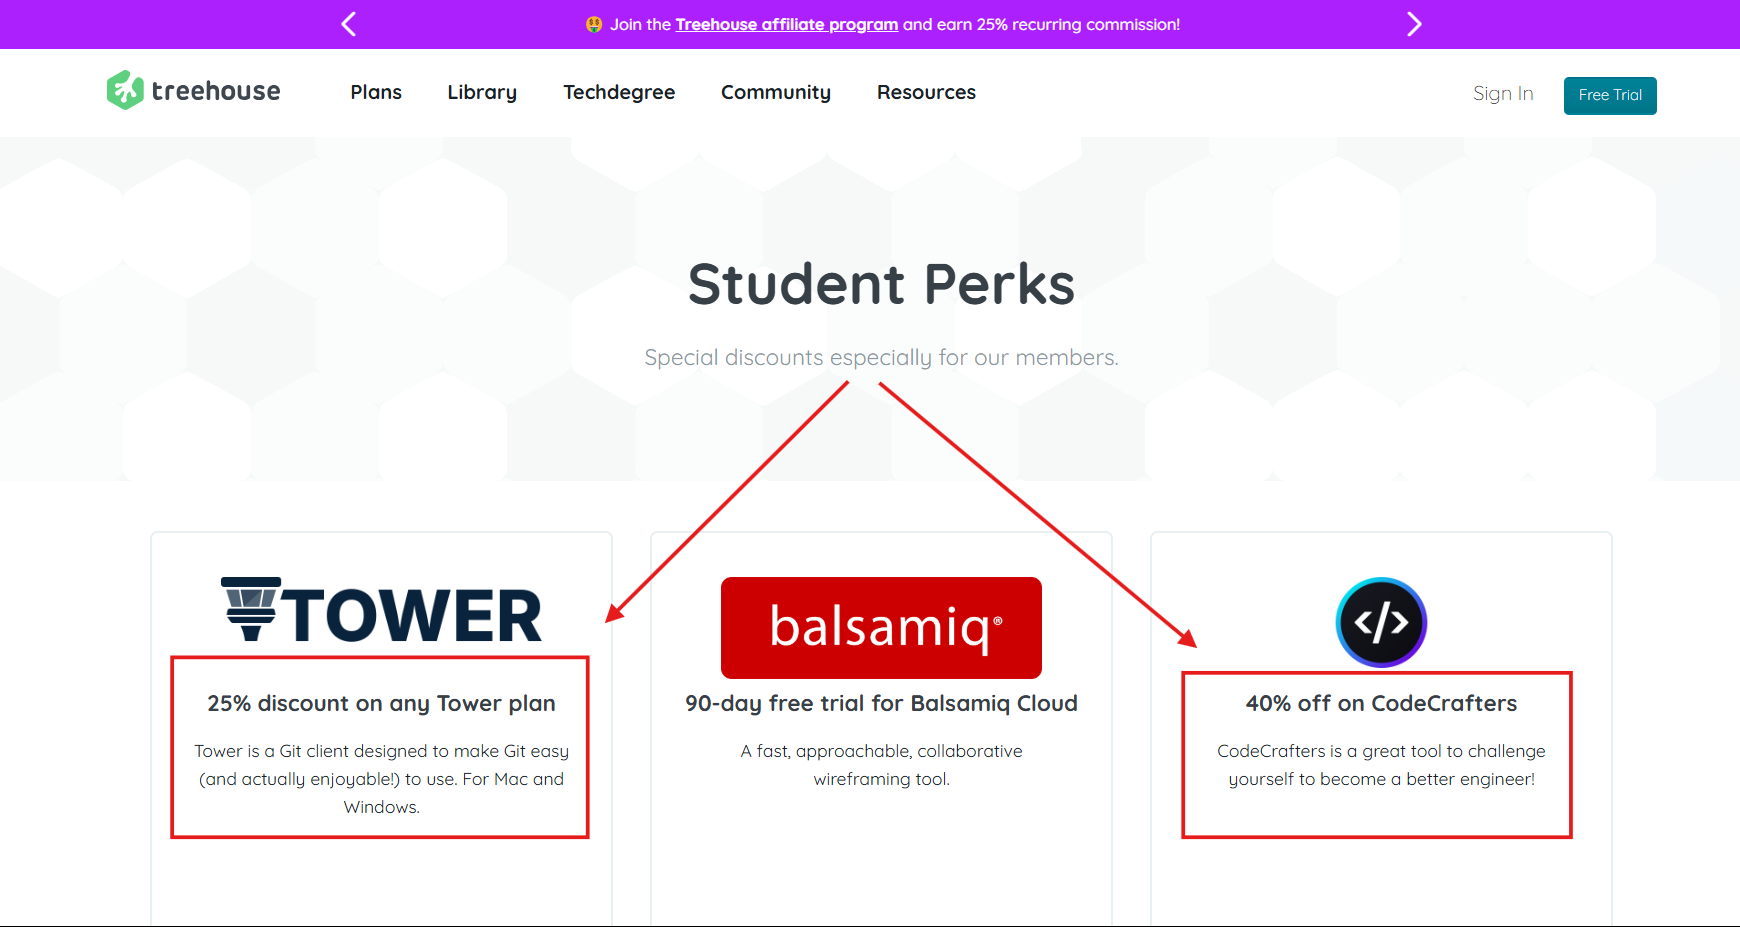 🤑 Join the Treehouse affiliate program and earn 25% recurring commission!
treehouse
Plans
Library
Techdegree
Community
Resources
Sign In
Free Trial
Student Perks
Special discounts especially for our members.
TOWER
25% discount on any Tower plan
Tower is a Git client designed to make Git easy
(and actually enjoyable!) to use. For Mac and
Windows.
balsamiq®
90-day free trial for Balsamiq Cloud
A fast, approachable, collaborative
wireframing tool.
</>
40% off on CodeCrafters
CodeCrafters is a great tool to challenge
yourself to become a better engineer!